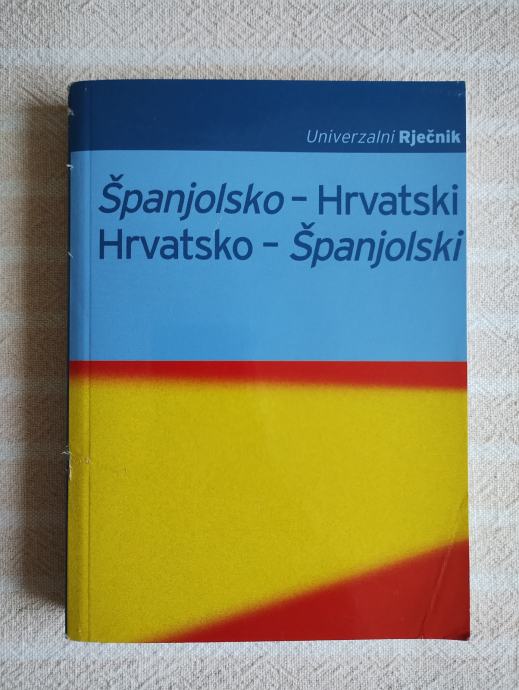 Univerzalni Rječnik
Španjolsko – Hrvatski
Hrvatsko – Španjolski